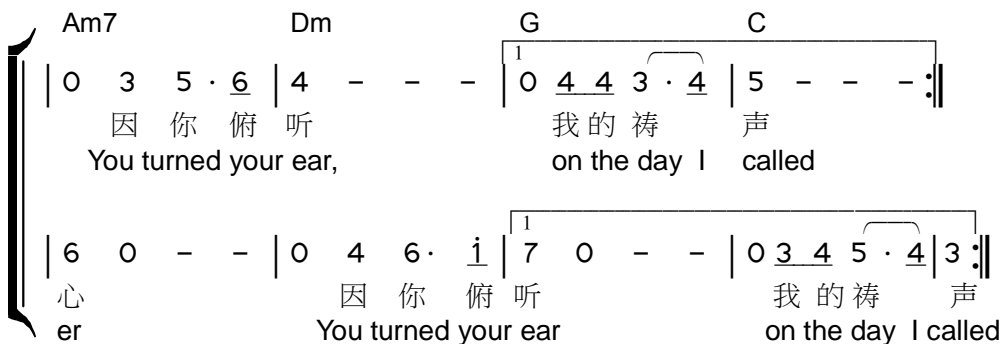 Am7 Dm G C
1
| 0 3 5 · 6 | 4 – – – | 0 4 4 3 · 4 | 5 – – – :||
因 你 俯 听 我 的 祷 声
You turned your ear, on the day I called
1
| 6 0 – – | 0 4 6 · i | 7 0 – – | 0 3 4 5 · 4 | 3 :||
心 因 你 俯 听 我 的 祷 声
er You turned your ear on the day I called